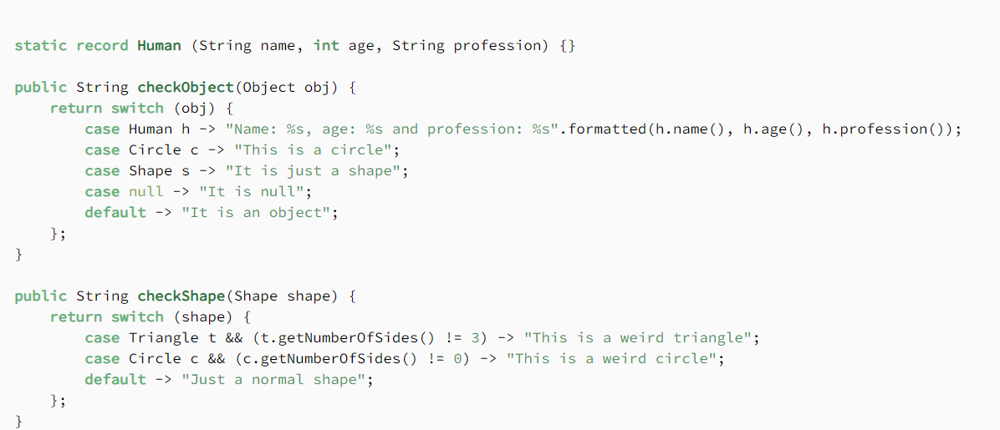 static record Human (String name, int age, String profession) {}
public String checkObject(Object obj) {
return switch (obj) {
case Human h -> "Name: %s, age: %s and profession: %s".formatted(h.name(), h.age(), h.profession());
case Circle c -> "This is a circle";
case Shape s -> "It is just a shape";
case null -> "It is null";
default -> "It is an object";
};
}
public String checkShape(Shape shape) {
return switch (shape) {
case Triangle t && (t.getNumberOfSides() != 3) -> "This is a weird triangle";
case Circle c && (c.getNumberOfSides() != 0) -> "This is a weird circle";
default -> "Just a normal shape";
};
}